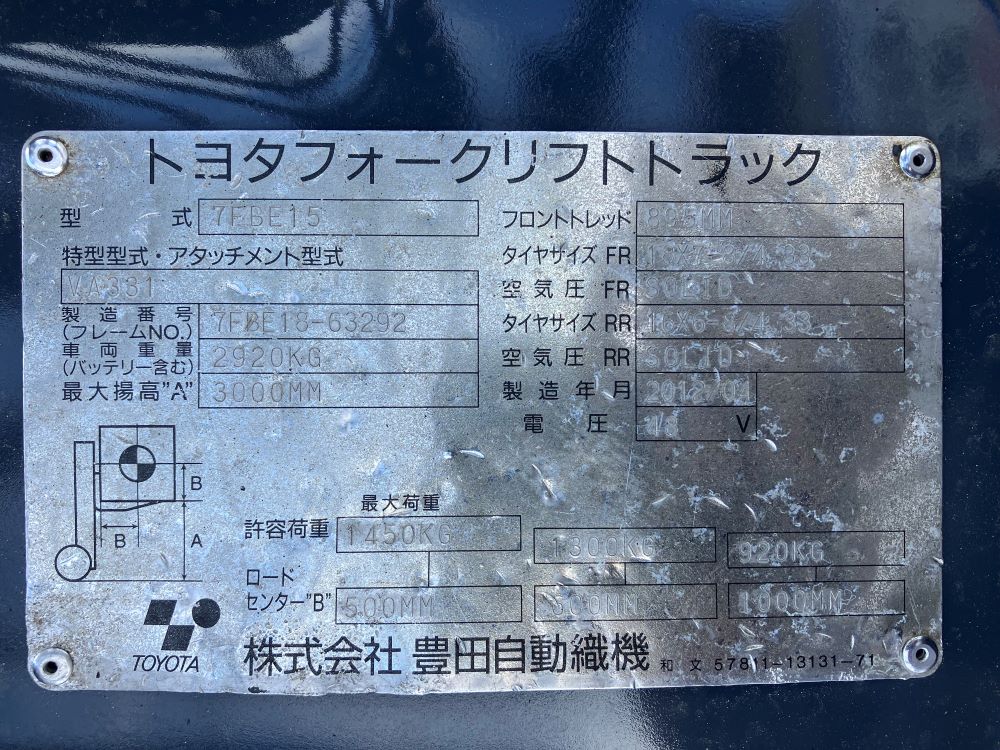 トヨタフォークリフトトラック
型 式 7FBE15
特型型式・アタッチメント型式
VA331
製造番号 (フレームNO.) 7FBE18-63292
車両重量 (バッテリー含む) 2920KG
最大揚高"A" 3000MM
フロントトレッド 895MM
タイヤサイズ FR
空気圧 FR SOLID
タイヤサイズ RR 16X6-8/4.33
空気圧 RR SOLID
製造年月
電 圧 V
B
B A
最大荷重
許容荷重 1450KG 1300KG 920KG
ロードセンター"B" 500MM 600MM 1000MM
TOYOTA
株式会社 豊田自動織機 和文 57811-13131-71